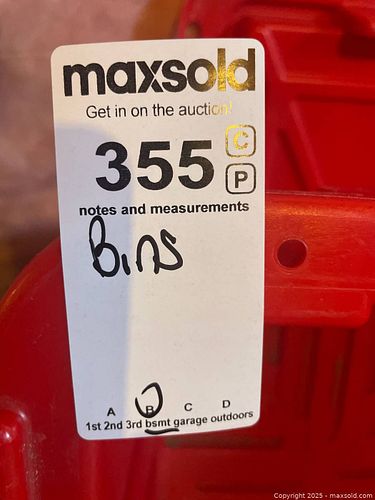 maxsold
Get in on the auction!
355
C
P
notes and measurements
Bins
A B C D
1st 2nd 3rd bsmt garage outdoors
Copyright 2025 - maxsold.com